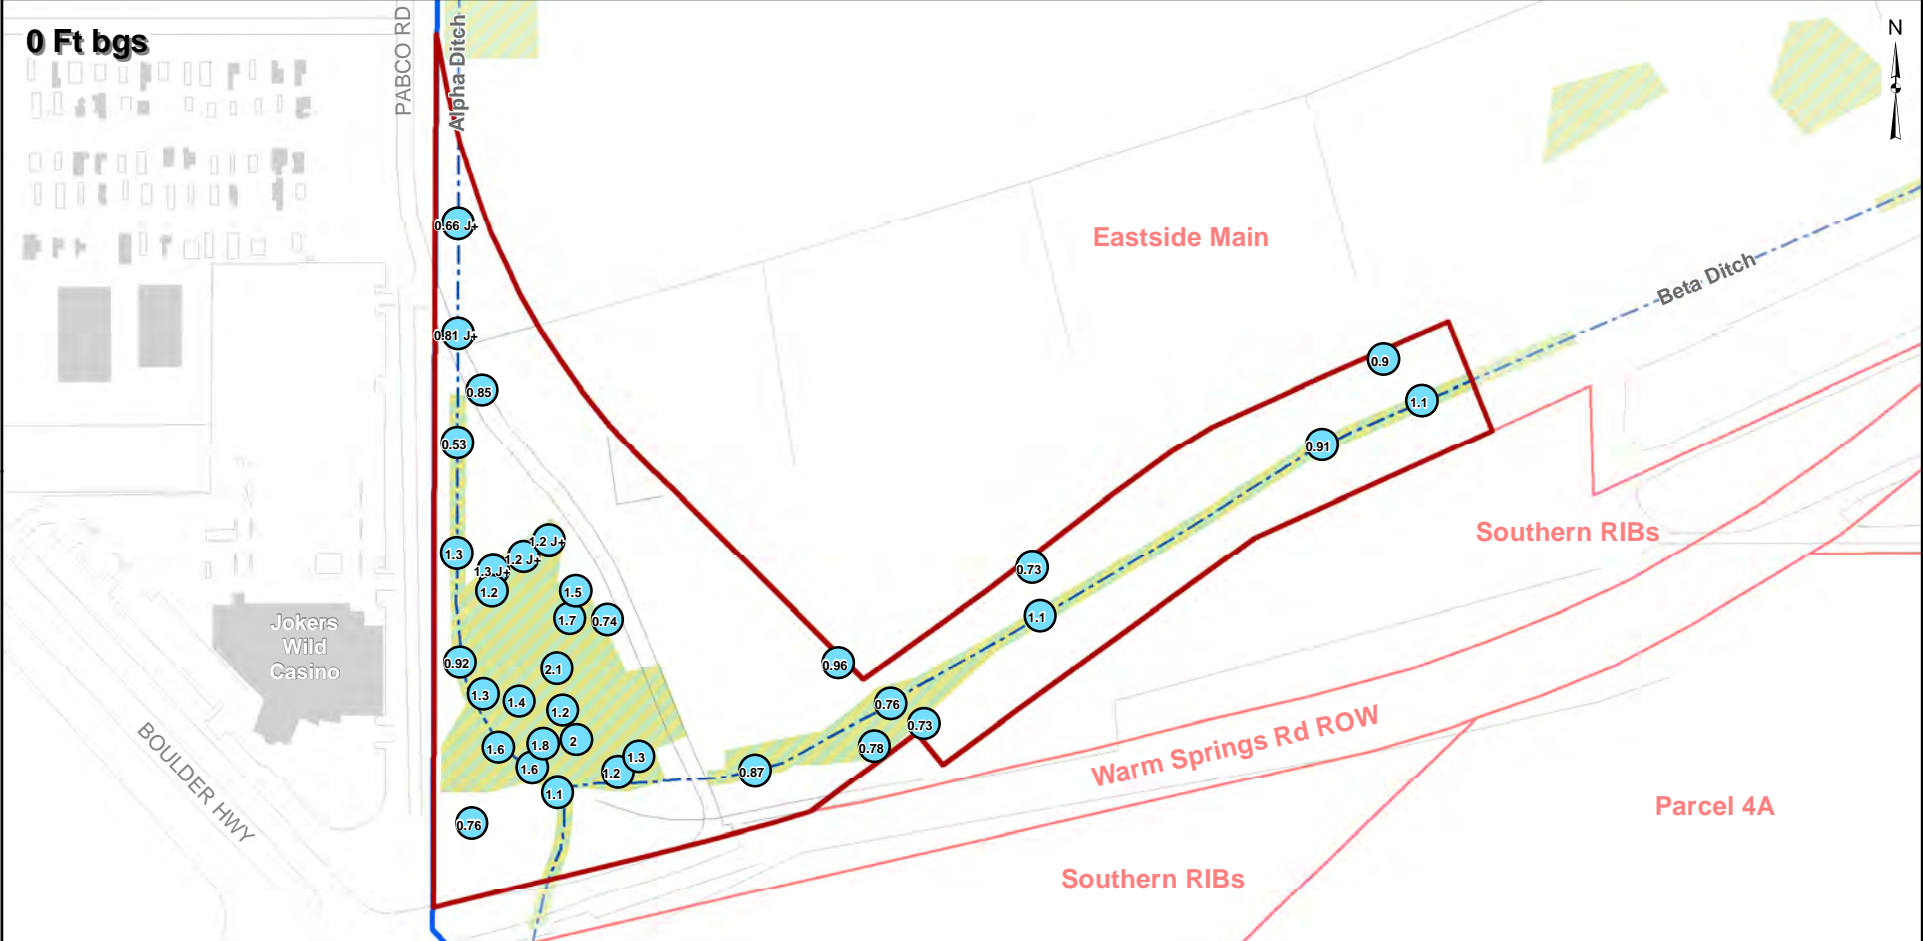 0 Ft bgs
PABCO RD
Alpha Ditch
N
0.66 J+
Eastside Main
Beta Ditch
0.81 J+
0.85
0.9
1.1
0.53
0.91
Southern RIBs
1.2 J+
1.3
1.2 J+
1.3 J+
0.73
1.2
1.5
1.7
0.74
1.1
Jokers
Wild
Casino
0.92
2.1
0.96
1.3
1.4
1.2
0.76
0.73
Warm Springs Rd ROW
1.6
1.8
2
0.78
BOULDER HWY
1.6
1.2
1.3
0.87
1.1
Parcel 4A
0.76
Southern RIBs